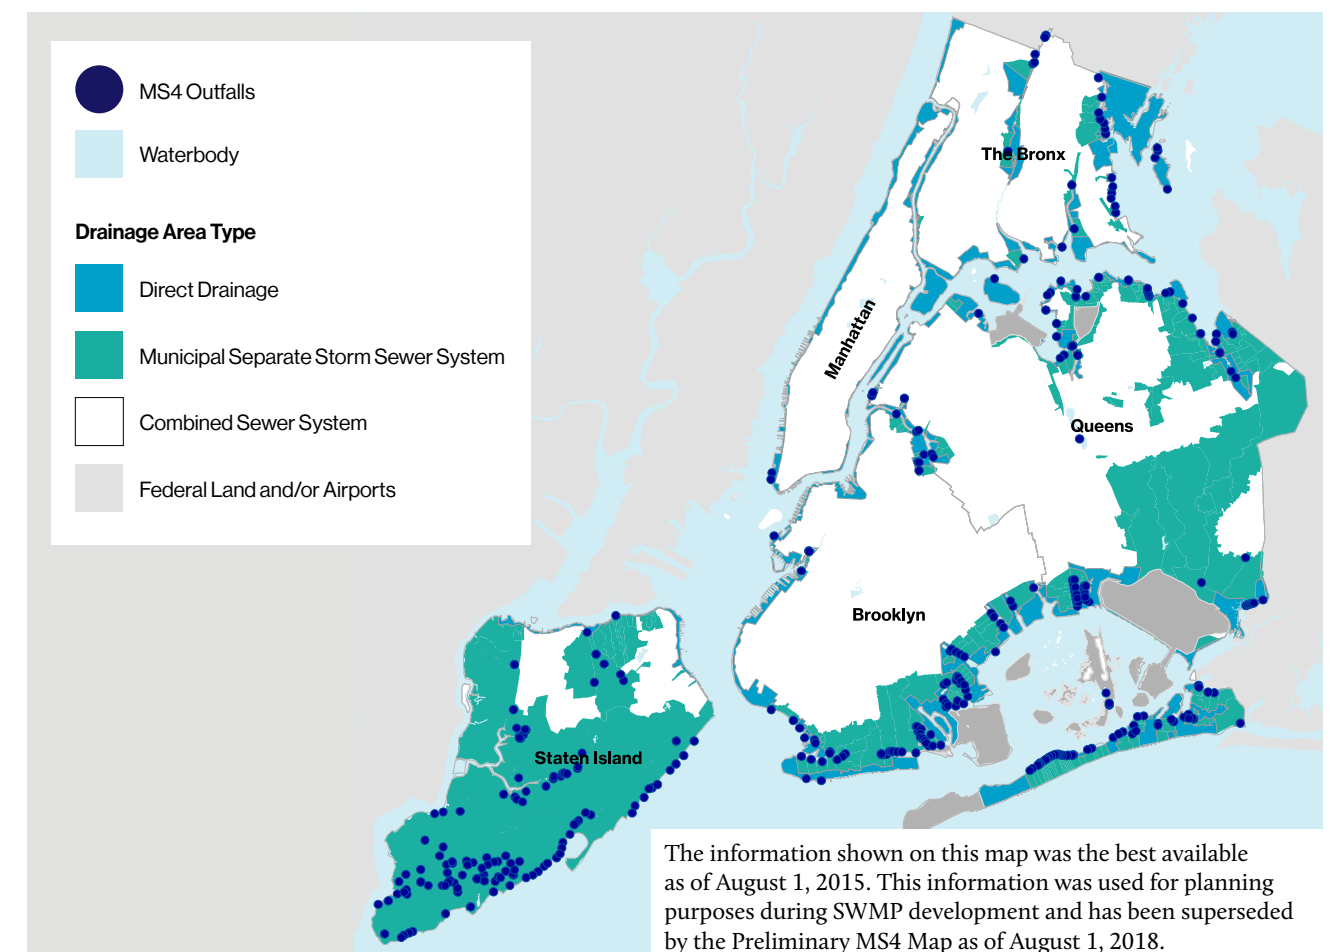 MS4 Outfalls
Waterbody
Drainage Area Type
Direct Drainage
Municipal Separate Storm Sewer System
Combined Sewer System
Federal Land and/or Airports
The Bronx
Manhattan
Queens
Brooklyn
Staten Island
The information shown on this map was the best available
as of August 1, 2015. This information was used for planning
purposes during SWMP development and has been superseded
by the Preliminary MS4 Map as of August 1, 2018.